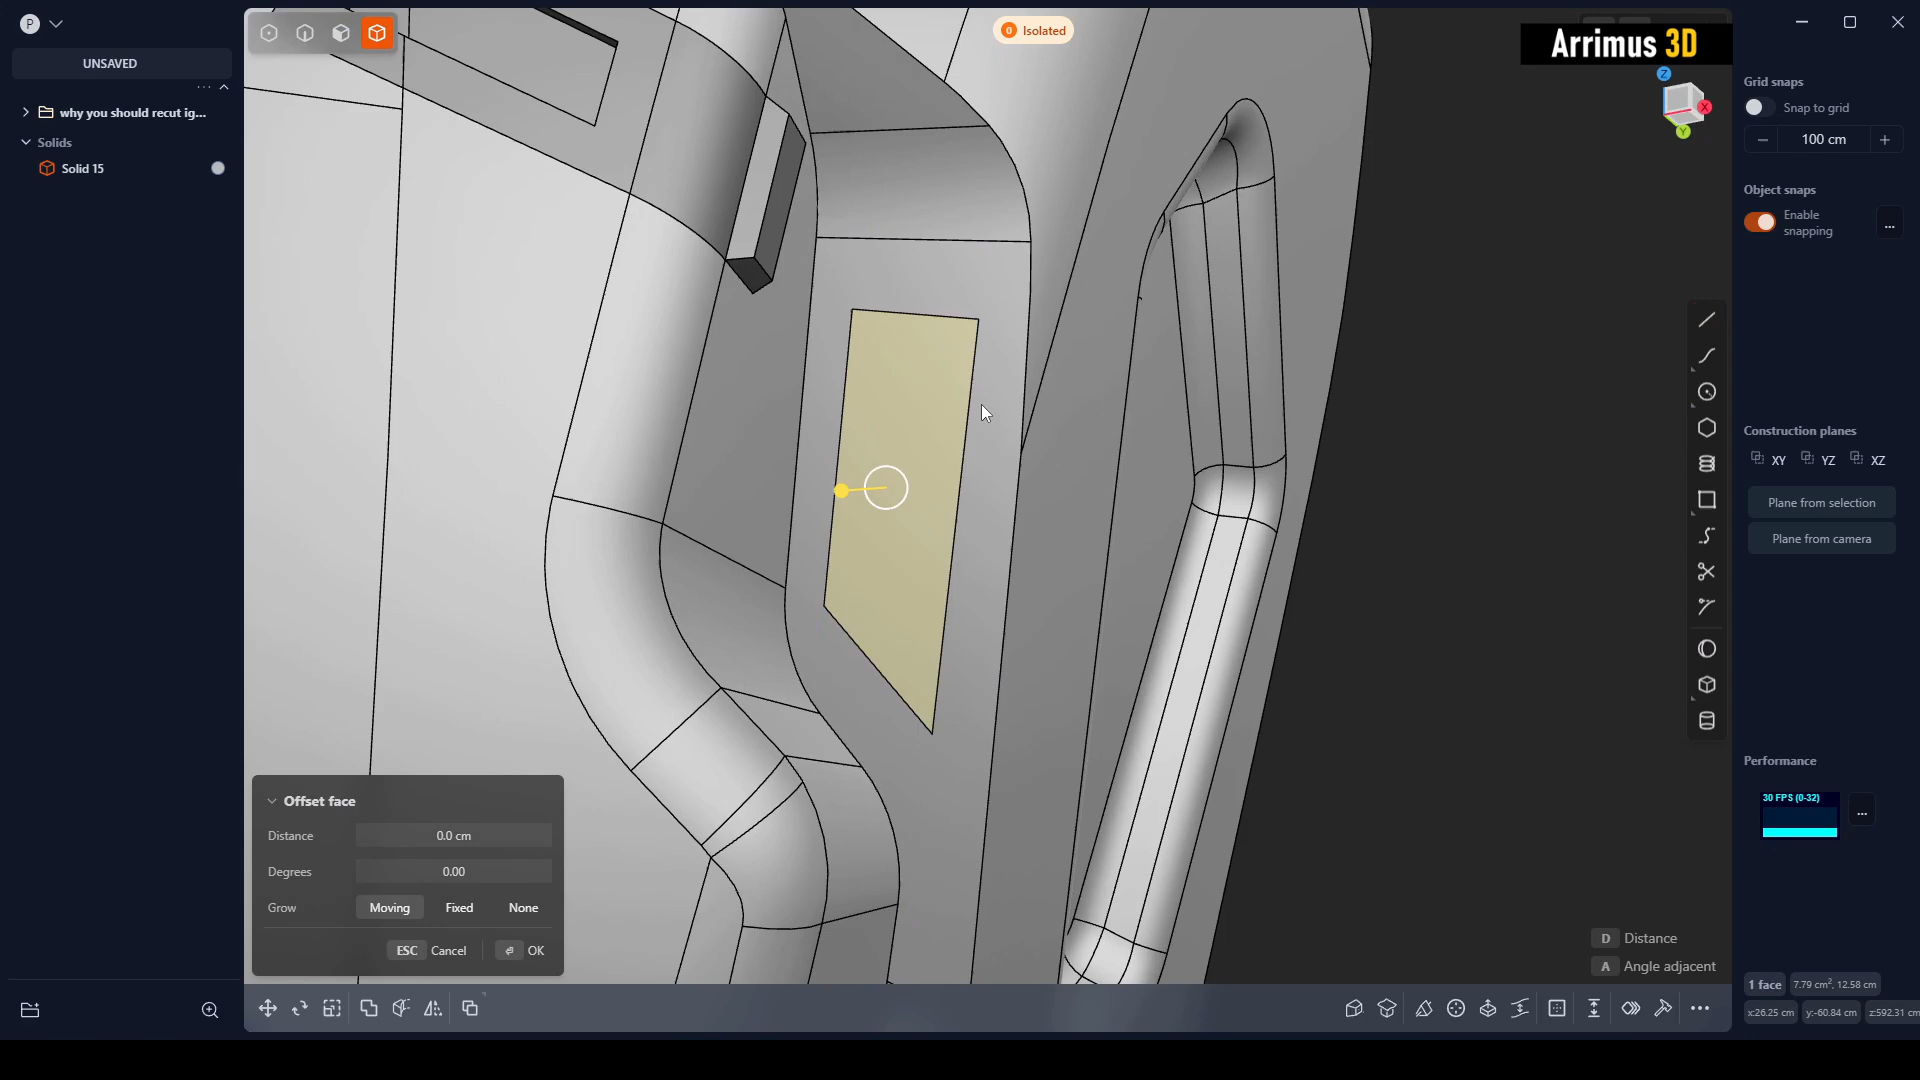 P
UNSAVED
why you should recut ig...
Solids
Solid 15
0 Isolated
Arrimus 3D
Z
X
Y
Grid snaps
Snap to grid
100 cm
Object snaps
Enable
snapping
...
Construction planes
XY
YZ
XZ
Plane from selection
Plane from camera
Performance
30 FPS (0-32)
...
Offset face
Distance
0.0 cm
Degrees
0.00
Grow
Moving
Fixed
None
ESC Cancel
OK
D Distance
A Angle adjacent
1 face
7.79 cm², 12.58 cm
x:26.25 cm
y:-60.84 cm
z:592.31 cm